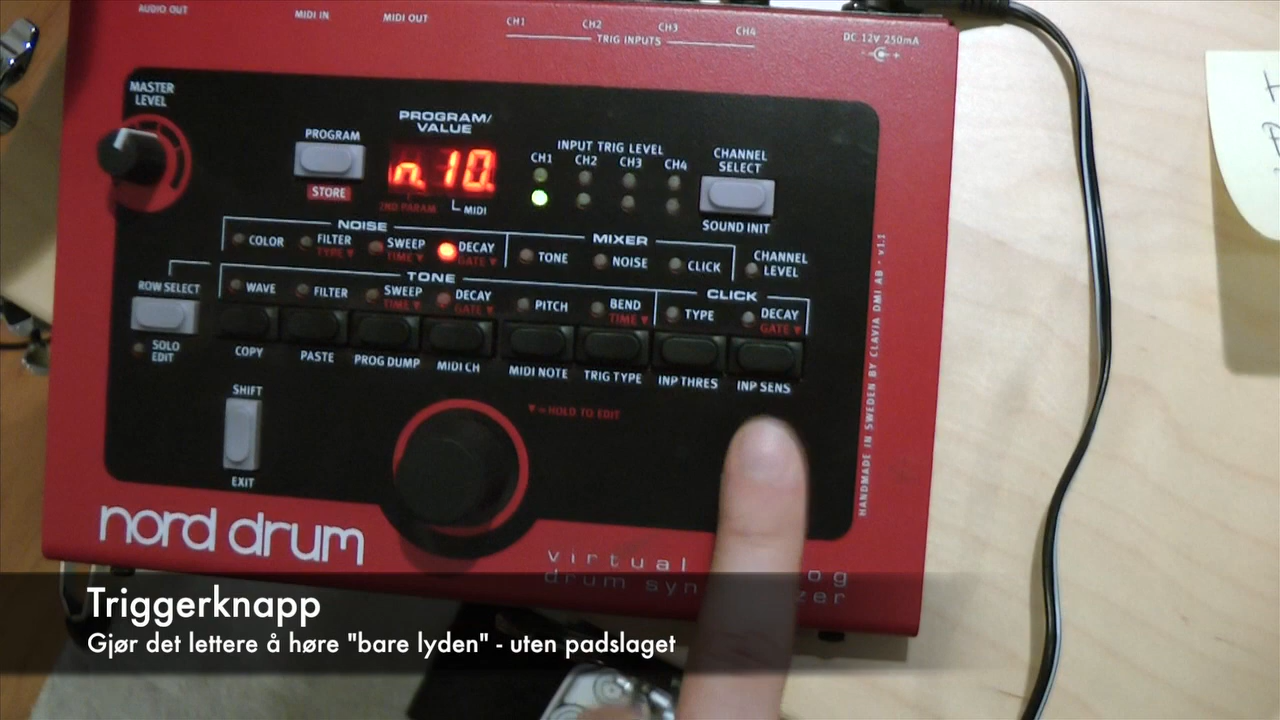 AUDIO OUT
MIDI IN
MIDI OUT
CH1 CH2 CH3 CH4
TRIG INPUTS
DC 12V 250mA
MASTER
LEVEL
PROGRAM/
VALUE
PROGRAM
STORE
n. 10.
2ND PARAM
MIDI
INPUT TRIG LEVEL
CH1 CH2 CH3 CH4
CHANNEL
SELECT
SOUND INIT
NOISE
COLOR
FILTER
TYPE ▼
SWEEP
TIME ▼
DECAY
GATE ▼
MIXER
TONE
NOISE
CLICK
CHANNEL
LEVEL
TONE
WAVE
FILTER
SWEEP
TIME ▼
DECAY
GATE ▼
PITCH
BEND
TIME ▼
CLICK
TYPE
DECAY
GATE ▼
ROW SELECT
SOLO
EDIT
COPY
PASTE
PROG DUMP
MIDI CH
MIDI NOTE
TRIG TYPE
INP THRES
INP SENS
SHIFT
EXIT
▼ = HOLD TO EDIT
HANDMADE IN SWEDEN BY CLAVIA DMI AB · v1.1
nord drum
virtual
drum
Triggerknapp
Gjør det lettere å høre "bare lyden" - uten padslaget